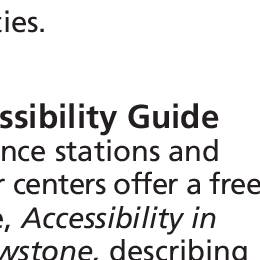 ties.
ssibility Guide
nce stations and
r centers offer a free
e, Accessibility in
wstone, describing